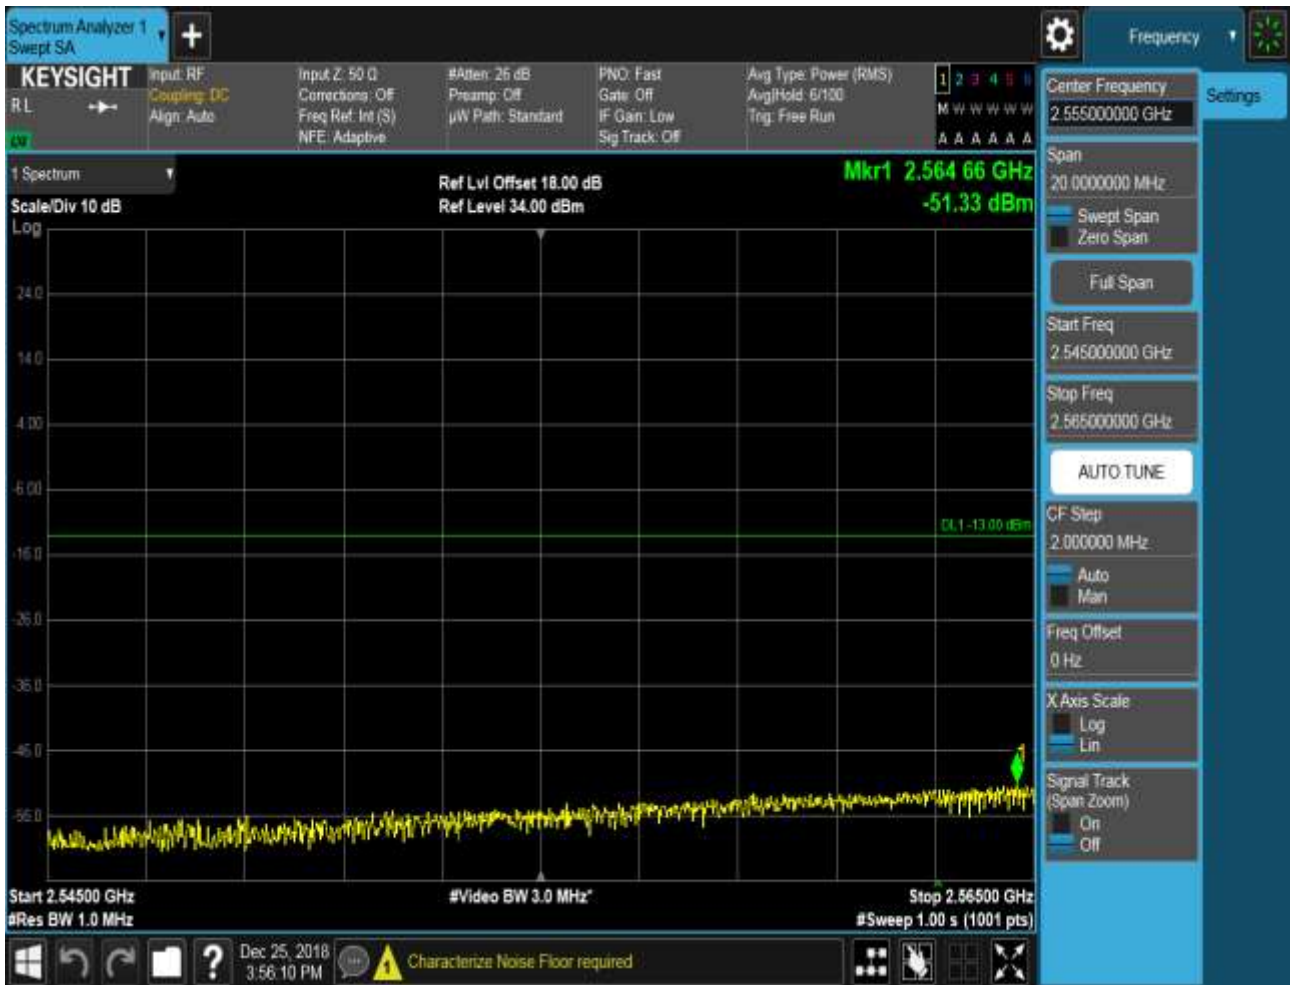 Spectrum Analyzer 1
Swept SA
Frequency
KEYSIGHT
RL
Input: RF
Coupling: DC
Align: Auto
Input Z: 50 Ω
Corrections: Off
Freq Ref: Int (S)
NFE: Adaptive
#Atten: 26 dB
Preamp: Off
µW Path: Standard
PNO: Fast
Gate: Off
IF Gain: Low
Sig Track: Off
Avg Type: Power (RMS)
Avg|Hold: 6/100
Trig: Free Run
1 2 3 4 5 6
M W W W W W
A A A A A A
1 Spectrum
Scale/Div 10 dB
Log
Ref Lvl Offset 18.00 dB
Ref Level 34.00 dBm
Mkr1 2.564 66 GHz
-51.33 dBm
24.0
14.0
4.00
-6.00
-16.0
-26.0
-36.0
-46.0
-56.0
DL1 -13.00 dBm
1
Start 2.54500 GHz
#Res BW 1.0 MHz
#Video BW 3.0 MHz*
Stop 2.56500 GHz
#Sweep 1.00 s (1001 pts)
Center Frequency
2.555000000 GHz
Settings
Span
20.0000000 MHz
Swept Span
Zero Span
Full Span
Start Freq
2.545000000 GHz
Stop Freq
2.565000000 GHz
AUTO TUNE
CF Step
2.000000 MHz
Auto
Man
Freq Offset
0 Hz
X Axis Scale
Log
Lin
Signal Track
(Span Zoom)
On
Off
?
Dec 25, 2018
3:56:10 PM
1
Characterize Noise Floor required